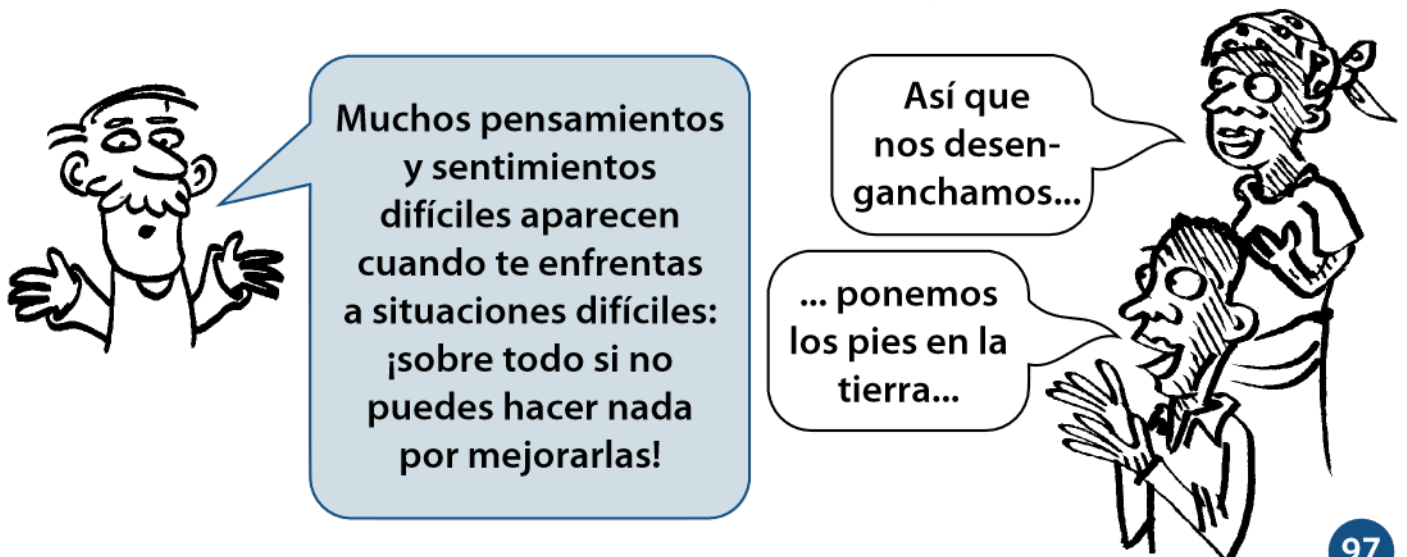 Muchos pensamientos
y sentimientos
difíciles aparecen
cuando te enfrentas
a situaciones difíciles:
¡sobre todo si no
puedes hacer nada
por mejorarlas!
Así que
nos desen-
ganchamos...
... ponemos
los pies en la
tierra...
97